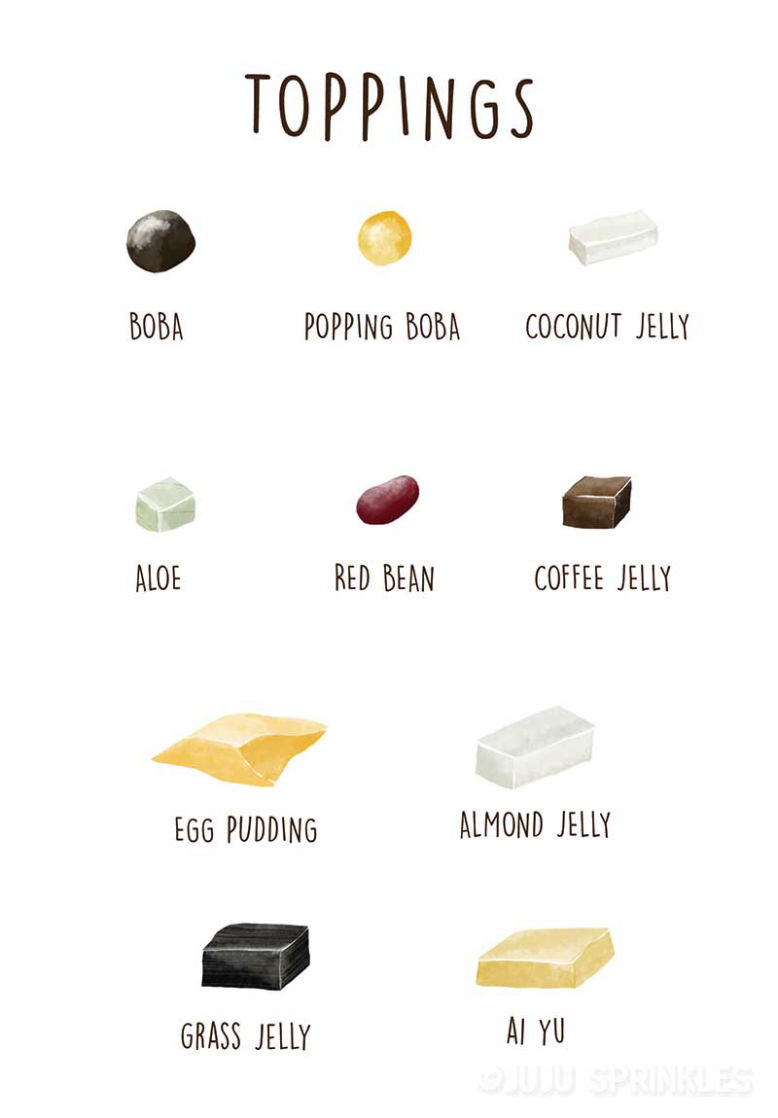 TOPPINGS
BOBA
POPPING BOBA
COCONUT JELLY
ALOE
RED BEAN
COFFEE JELLY
EGG PUDDING
ALMOND JELLY
GRASS JELLY
AI YU
©JUJU SPRINKLES